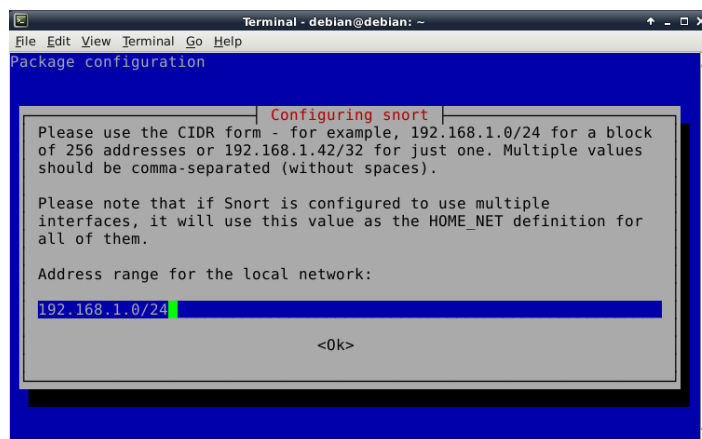 Terminal - debian@debian: ~
File Edit View Terminal Go Help
Package configuration
Configuring snort
Please use the CIDR form - for example, 192.168.1.0/24 for a block
of 256 addresses or 192.168.1.42/32 for just one. Multiple values
should be comma-separated (without spaces).
Please note that if Snort is configured to use multiple
interfaces, it will use this value as the HOME_NET definition for
all of them.
Address range for the local network:
192.168.1.0/24
<Ok>